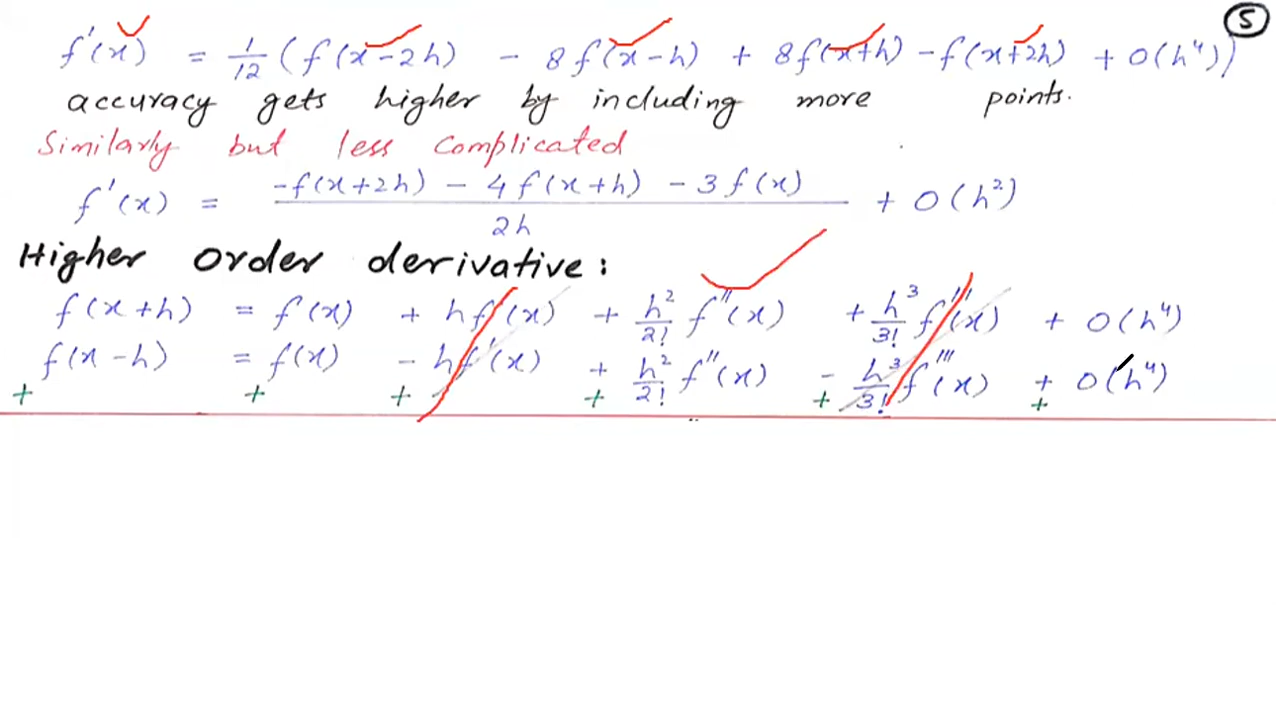 5
f'(x) = 1/12 (f(x-2h) - 8f(x-h) + 8f(x+h) - f(x+2h) + O(h⁴))
accuracy gets higher by including more points.
Similarly but less complicated
f'(x) = (-f(x+2h) - 4f(x+h) - 3f(x)) / 2h + O(h²)
Higher order derivative:
f(x+h) = f(x) + hf'(x) + h²/2! f''(x) + h³/3! f'''(x) + O(h⁴)
f(x-h) = f(x) - hf'(x) + h²/2! f''(x) - h³/3! f'''(x) + O(h⁴)
+ + + + + +